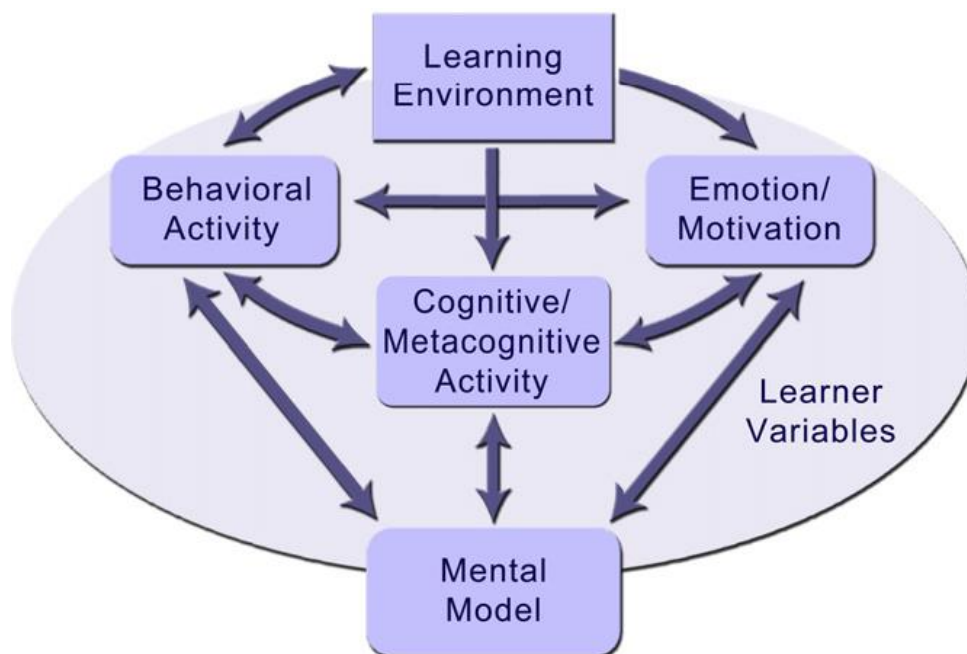 Learning
Environment
Behavioral
Activity
Emotion/
Motivation
Cognitive/
Metacognitive
Activity
Learner
Variables
Mental
Model